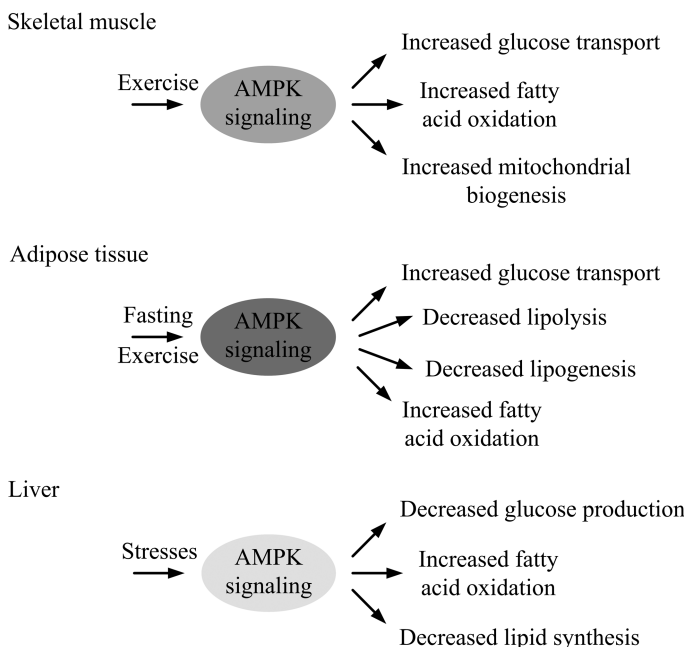 Skeletal muscle
Exercise
AMPK
signaling
Increased glucose transport
Increased fatty
acid oxidation
Increased mitochondrial
biogenesis
Adipose tissue
Fasting
Exercise
AMPK
signaling
Increased glucose transport
Decreased lipolysis
Decreased lipogenesis
Increased fatty
acid oxidation
Liver
Stresses
AMPK
signaling
Decreased glucose production
Increased fatty
acid oxidation
Decreased lipid synthesis